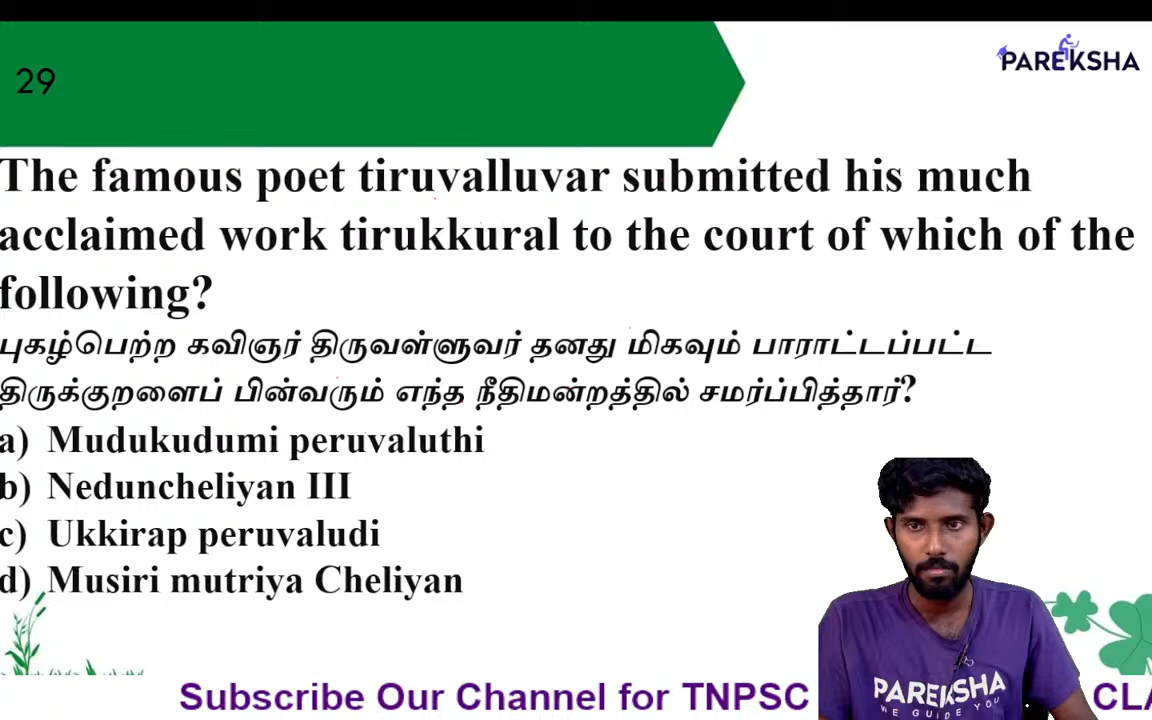 29
PAREKSHA
The famous poet tiruvalluvar submitted his much
acclaimed work tirukkural to the court of which of the
following?
புகழ்பெற்ற கவிஞர் திருவள்ளுவர் தனது மிகவும் பாராட்டப்பட்ட
திருக்குறளைப் பின்வரும் எந்த நீதிமன்றத்தில் சமர்ப்பித்தார்?
a) Mudukudumi peruvaluthi
b) Neduncheliyan III
c) Ukkirap peruvaludi
d) Musiri mutriya Cheliyan
PAREKSHA
WE GUIDE YOU
Subscribe Our Channel for TNPSC CLA